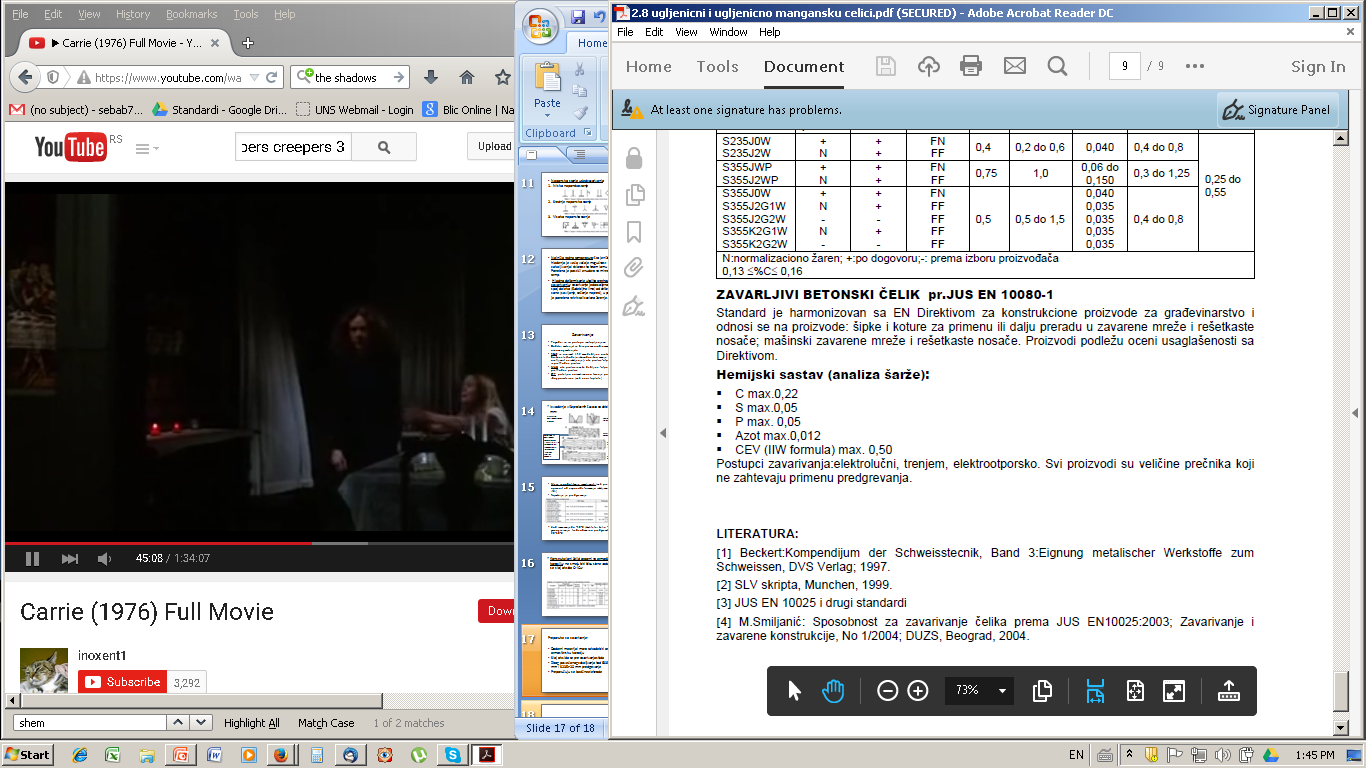 File Edit View History Bookmarks Tools Help
Carrie (1976) Full Movie - Y...
https://www.youtube.com/wa
the shadows
(no subject) - sebab7...
Standardi - Google Dri...
UNS Webmail - Login
Blic Online | Na
YouTube RS
pers creepers 3
Upload
45:08 / 1:34:07
Carrie (1976) Full Movie
Down
inoxent1
Subscribe 3,292
shem
Highlight All Match Case 1 of 2 matches
Home
Paste
Clipboard
11
12
13
14
15
16
17
18
Slide 17 of 18
2.8 ugljenicni i ugljenicno mangansku celici.pdf (SECURED) - Adobe Acrobat Reader DC
File Edit View Window Help
Home Tools Document 9 / 9 Sign In
At least one signature has problems.
Signature Panel
S235J0W + + FN 0,4 0,2 do 0,6 0,040 0,4 do 0,8
S235J2W N + FF
S355JWP + + FN 0,75 1,0 0,06 do 0,150 0,3 do 1,25
S355J2WP N + FF
0,25 do 0,55
S355J0W + + FN 0,040
S355J2G1W N + FF 0,035
S355J2G2W - - FF 0,5 0,5 do 1,5 0,035 0,4 do 0,8
S355K2G1W N + FF 0,035
S355K2G2W - - FF 0,035
N:normalizaciono žaren; +:po dogovoru;-: prema izboru proizvođača
0,13 ≤%C≤ 0,16
ZAVARLJIVI BETONSKI ČELIK pr.JUS EN 10080-1
Standard je harmonizovan sa EN Direktivom za konstrukcione proizvode za građevinarstvo i
odnosi se na proizvode: šipke i koture za primenu ili dalju preradu u zavarene mreže i rešetkaste
nosače; mašinski zavarene mreže i rešetkaste nosače. Proizvodi podležu oceni usaglašenosti sa
Direktivom.
Hemijski sastav (analiza šarže):
▪ C max.0,22
▪ S max.0,05
▪ P max. 0,05
▪ Azot max.0,012
▪ CEV (IIW formula) max. 0,50
Postupci zavarivanja:elektrolučni, trenjem, elektrootporsko. Svi proizvodi su veličine prečnika koji
ne zahtevaju primenu predgrevanja.
LITERATURA:
[1] Beckert:Kompendijum der Schweisstecnik, Band 3:Eignung metalischer Werkstoffe zum
Schweissen, DVS Verlag; 1997.
[2] SLV skripta, Munchen, 1999.
[3] JUS EN 10025 i drugi standardi
[4] M.Smiljanić: Sposobnost za zavarivanje čelika prema JUS EN10025:2003; Zavarivanje i
zavarene konstrukcije, No 1/2004; DUZS, Beograd, 2004.
73%
Start
EN
1:45 PM